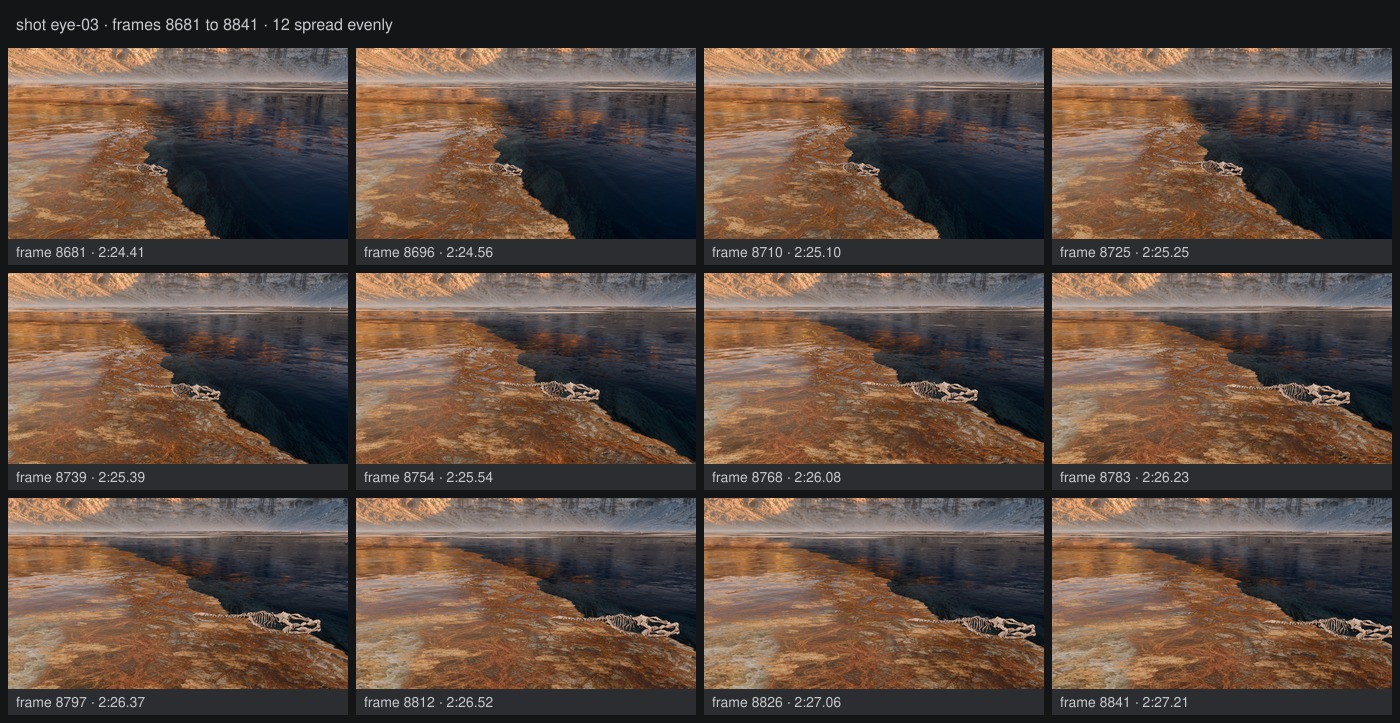 shot eye-03 · frames 8681 to 8841 · 12 spread evenly
frame 8681 · 2:24.41
frame 8696 · 2:24.56
frame 8710 · 2:25.10
frame 8725 · 2:25.25
frame 8739 · 2:25.39
frame 8754 · 2:25.54
frame 8768 · 2:26.08
frame 8783 · 2:26.23
frame 8797 · 2:26.37
frame 8812 · 2:26.52
frame 8826 · 2:27.06
frame 8841 · 2:27.21